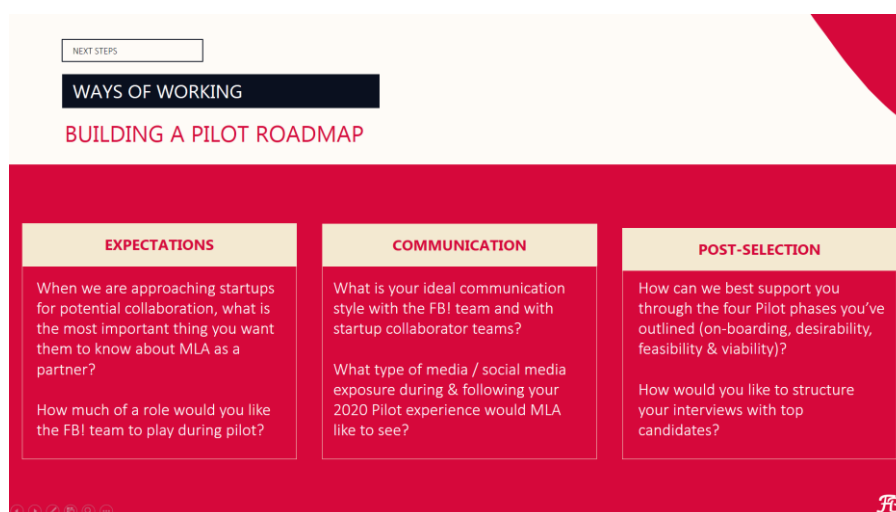 NEXT STEPS
WAYS OF WORKING
BUILDING A PILOT ROADMAP
EXPECTATIONS
When we are approaching startups
for potential collaboration, what is
the most important thing you want
them to know about MLA as a
partner?
How much of a role would you like
the FB! team to play during pilot?
COMMUNICATION
What is your ideal communication
style with the FB! team and with
startup collaborator teams?
What type of media / social media
exposure during & following your
2020 Pilot experience would MLA
like to see?
POST-SELECTION
How can we best support you
through the four Pilot phases you’ve
outlined (on-boarding, desirability,
feasibility & viability)?
How would you like to structure
your interviews with top
candidates?